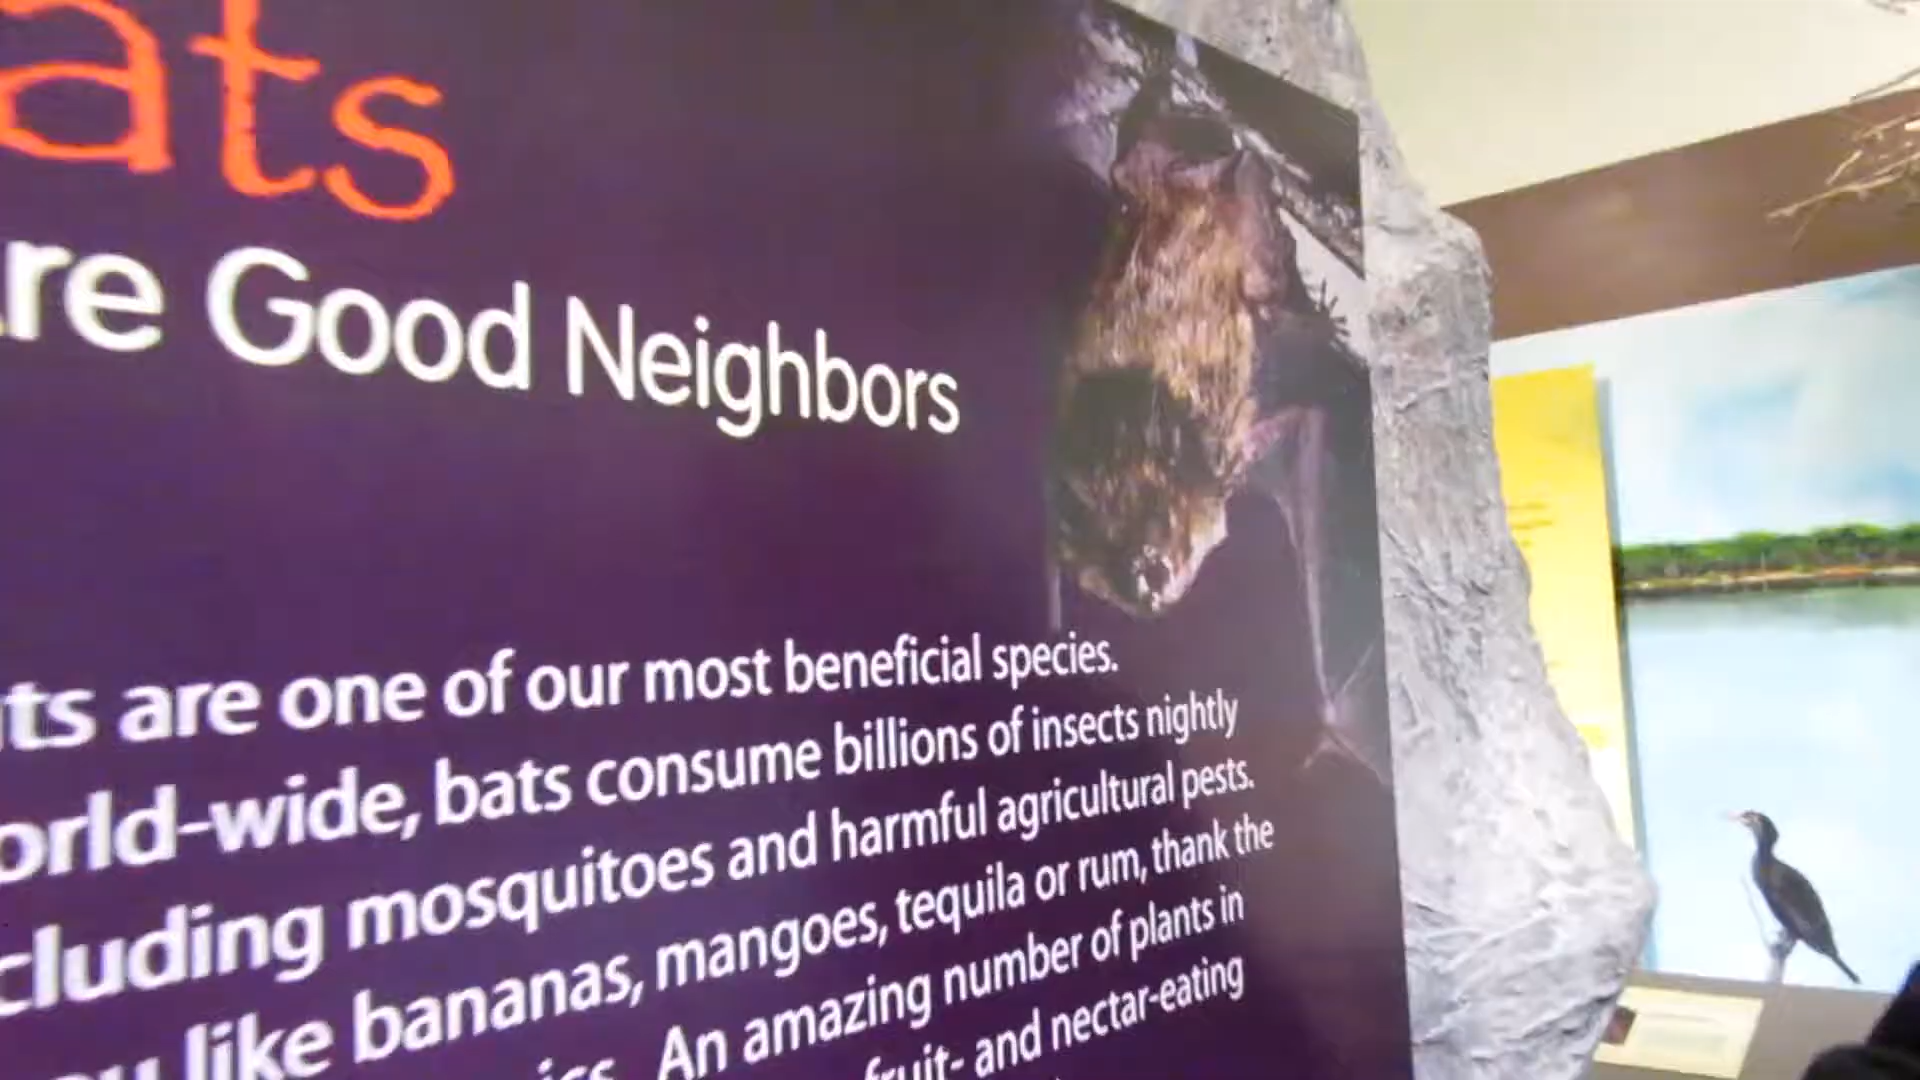 ats
re Good Neighbors
ts are one of our most beneficial species.
orld-wide, bats consume billions of insects nightly
cluding mosquitoes and harmful agricultural pests.
ou like bananas, mangoes, tequila or rum, thank the
ics. An amazing number of plants in
fruit- and nectar-eating